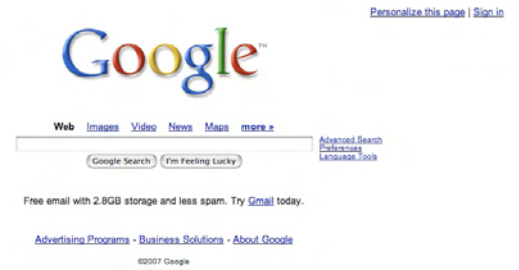 Personalize this page | Sign in
Google™
Web Images Video News Maps more »
Advanced Search
Preferences
Language Tools
Google Search I'm Feeling Lucky
Free email with 2.8GB storage and less spam. Try Gmail today.
Advertising Programs - Business Solutions - About Google
©2007 Google